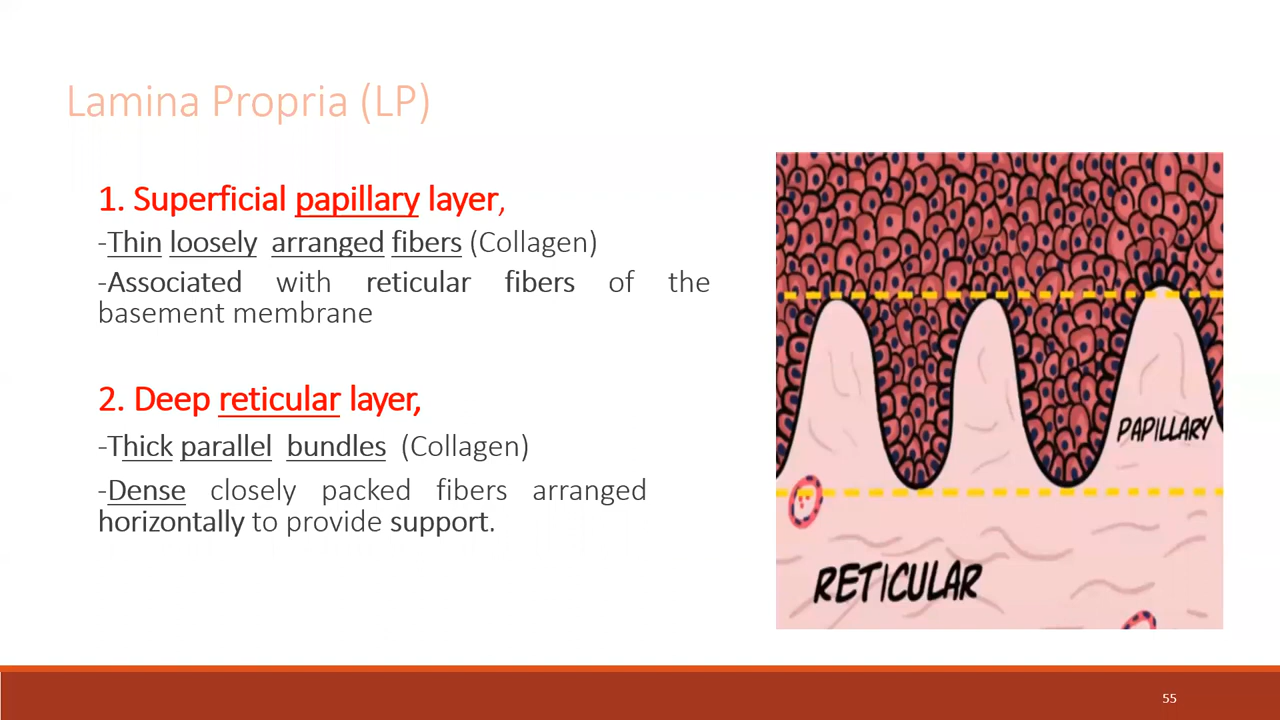 Lamina Propria (LP)
1. Superficial papillary layer,
-Thin loosely arranged fibers (Collagen)
-Associated with reticular fibers of the
basement membrane
2. Deep reticular layer,
-Thick parallel bundles (Collagen)
-Dense closely packed fibers arranged
horizontally to provide support.
PAPILLARY
RETICULAR
55